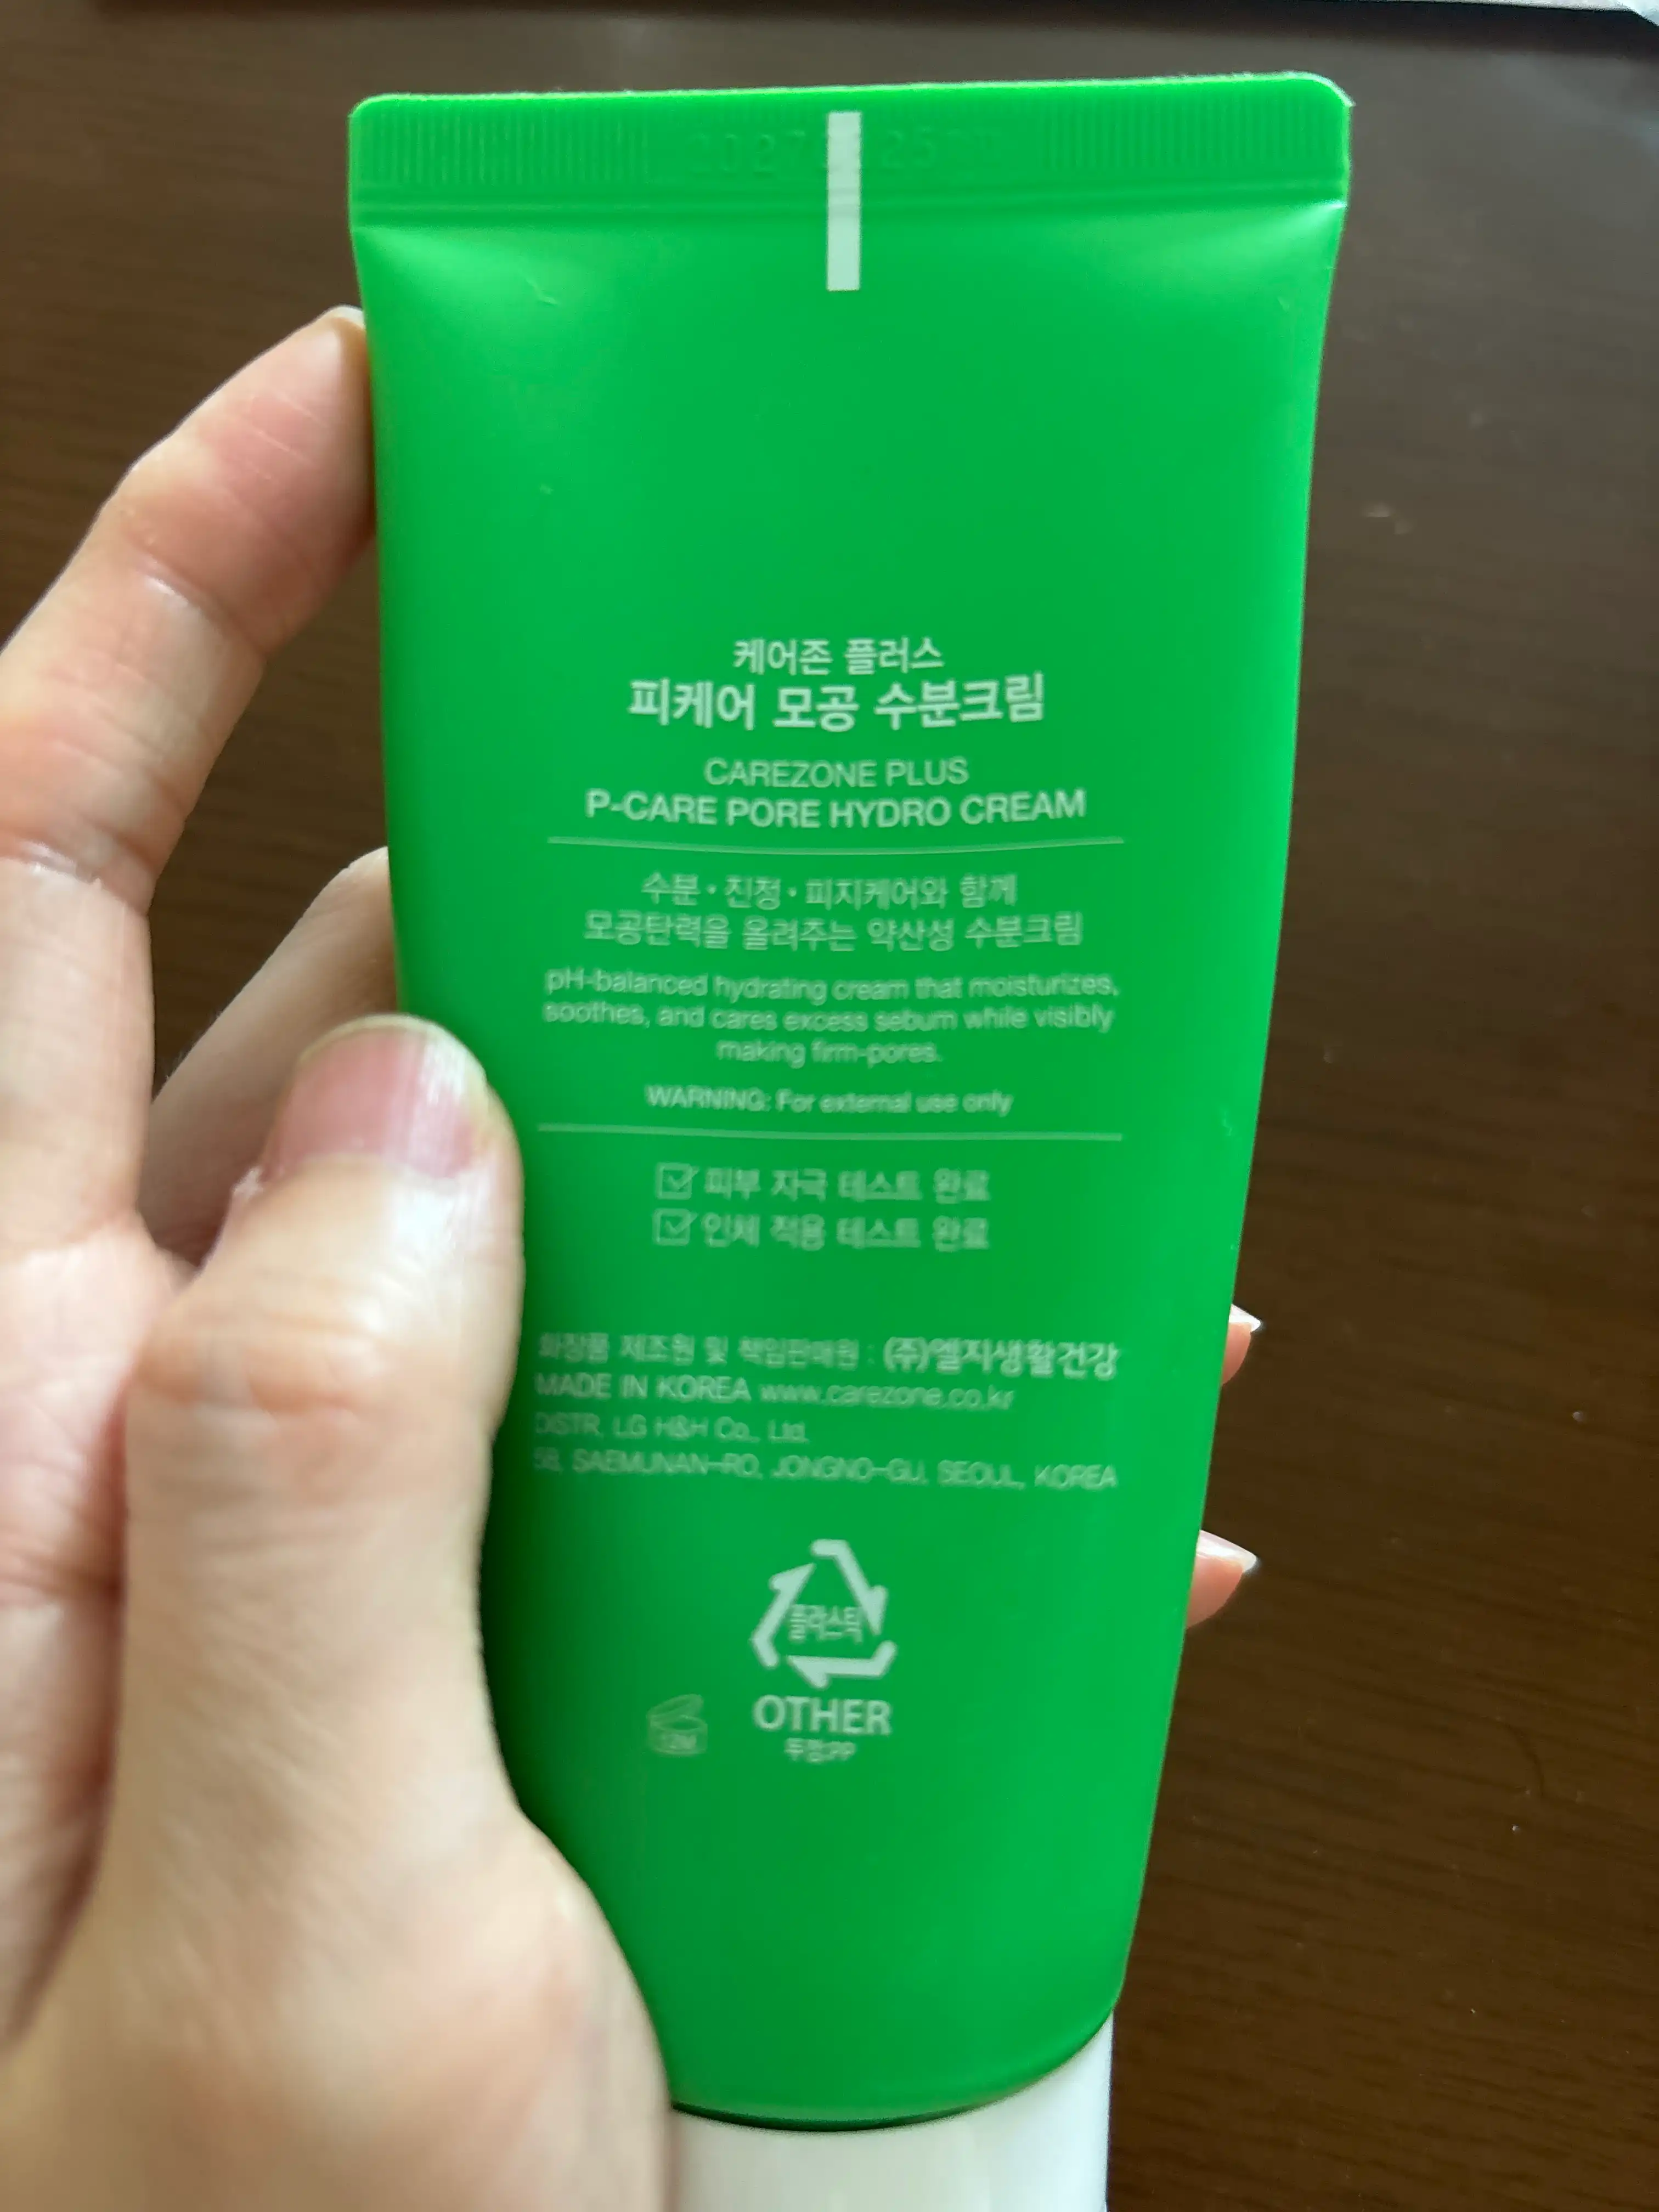 케어존 플러스
피케어 모공 수분크림
CAREZONE PLUS
P-CARE PORE HYDRO CREAM
수분·진정·피지케어와 함께
모공탄력을 올려주는 약산성 수분크림
pH-balanced hydrating cream that moisturizes,
soothes, and cares excess sebum while visibly
making firm-pores.
WARNING: For external use only
피부 자극 테스트 완료
인체 적용 테스트 완료
화장품 제조원 및 책임판매원 : (주)엘지생활건강
MADE IN KOREA www.carezone.co.kr
DISTR. LG H&H Co., Ltd.
58, SAEMUNAN-RO, JONGNO-GU, SEOUL, KOREA
플라스틱
OTHER
뚜껑:PP
12M